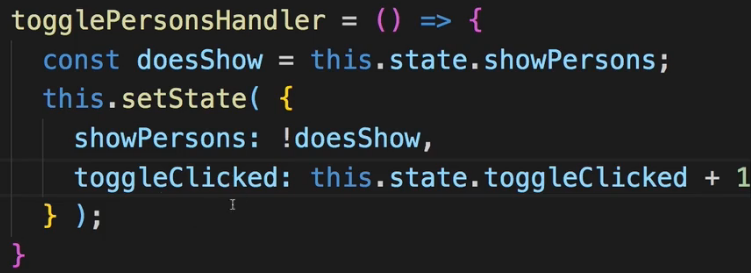 togglePersonsHandler = () => {
const doesShow = this.state.showPersons;
this.setState( {
showPersons: !doesShow,
toggleClicked: this.state.toggleClicked + 1
} );
}